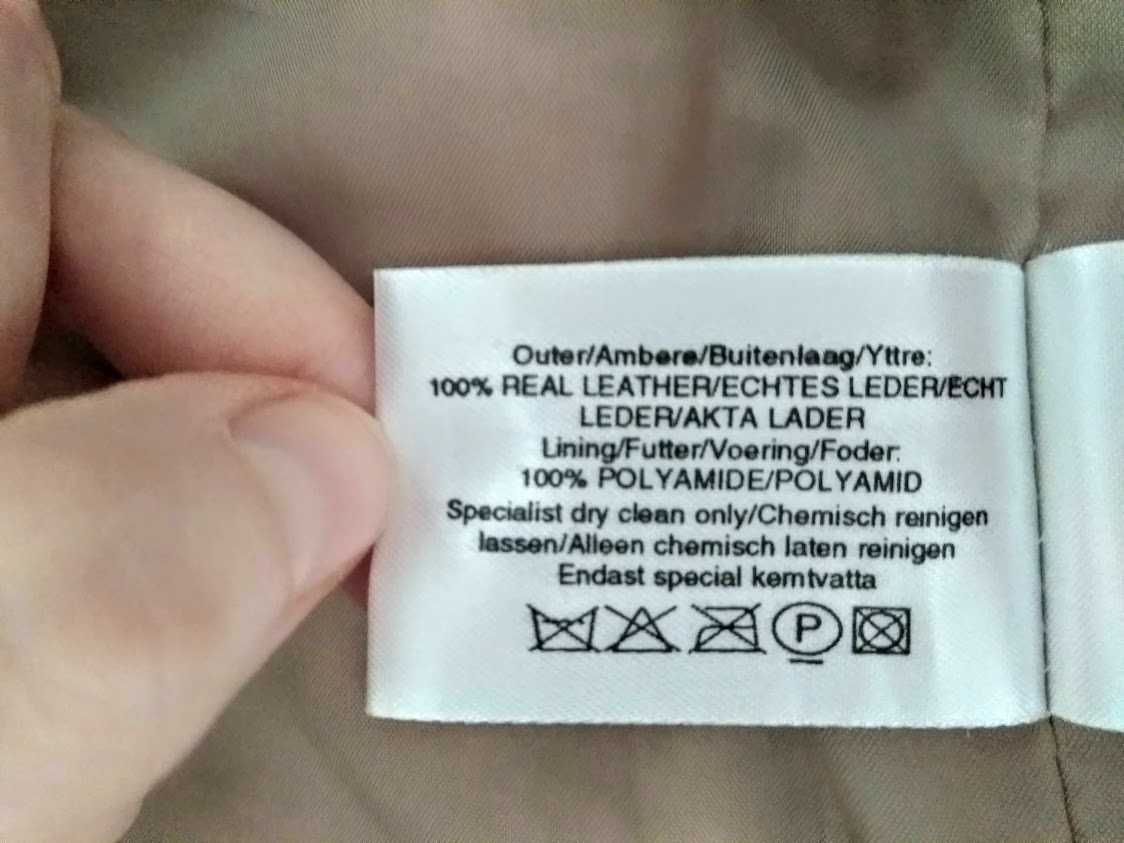 Outer/Ambere/Buitenlaag/Yttre:
100% REAL LEATHER/ECHTES LEDER/ECHT
LEDER/AKTA LADER
Lining/Futter/Voering/Foder:
100% POLYAMIDE/POLYAMID
Specialist dry clean only/Chemisch reinigen
lassen/Alleen chemisch laten reinigen
Endast special kemtvatta
P